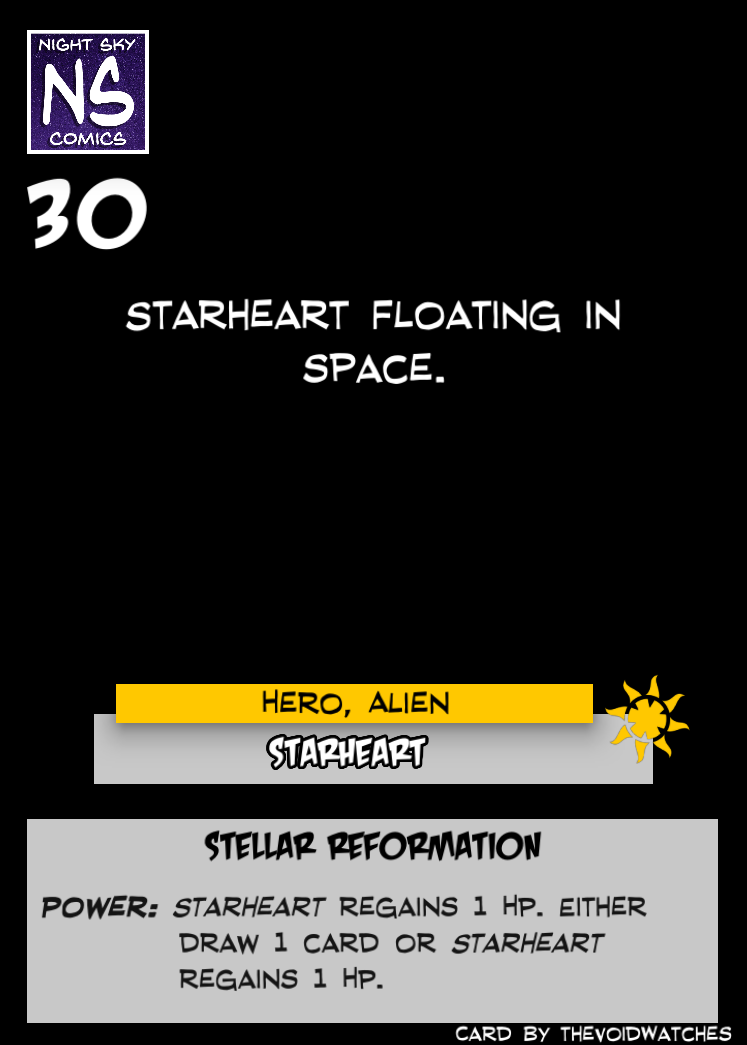 NIGHT SKY
NS
COMICS
30
STARHEART FLOATING IN
SPACE.
HERO, ALIEN
STARHEART
STELLAR REFORMATION
POWER: STARHEART REGAINS 1 HP. EITHER
DRAW 1 CARD OR STARHEART
REGAINS 1 HP.
CARD BY THEVOIDWATCHES